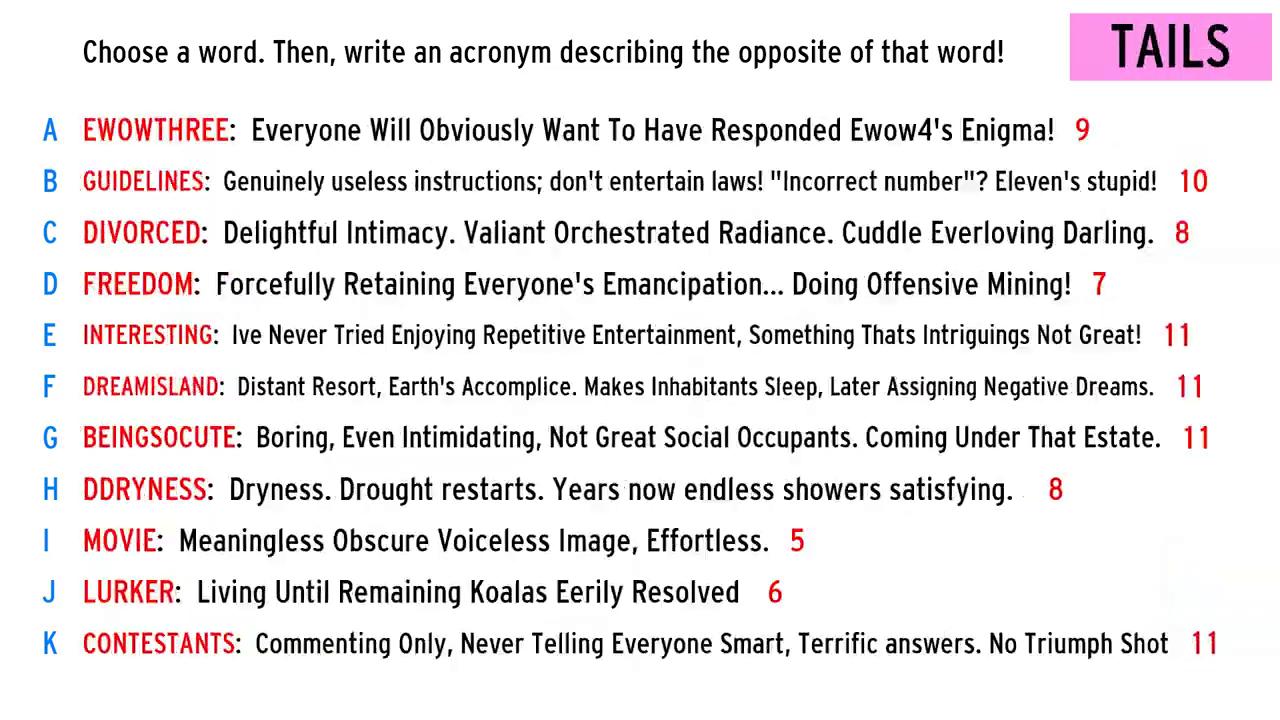 Choose a word. Then, write an acronym describing the opposite of that word!
TAILS
A EWOWTHREE: Everyone Will Obviously Want To Have Responded Ewow4's Enigma! 9
B GUIDELINES: Genuinely useless instructions; don't entertain laws! "Incorrect number"? Eleven's stupid! 10
C DIVORCED: Delightful Intimacy. Valiant Orchestrated Radiance. Cuddle Everloving Darling. 8
D FREEDOM: Forcefully Retaining Everyone's Emancipation... Doing Offensive Mining! 7
E INTERESTING: Ive Never Tried Enjoying Repetitive Entertainment, Something Thats Intriguings Not Great! 11
F DREAMISLAND: Distant Resort, Earth's Accomplice. Makes Inhabitants Sleep, Later Assigning Negative Dreams. 11
G BEINGSOCUTE: Boring, Even Intimidating, Not Great Social Occupants. Coming Under That Estate. 11
H DDRYNESS: Dryness. Drought restarts. Years now endless showers satisfying. 8
I MOVIE: Meaningless Obscure Voiceless Image, Effortless. 5
J LURKER: Living Until Remaining Koalas Eerily Resolved 6
K CONTESTANTS: Commenting Only, Never Telling Everyone Smart, Terrific answers. No Triumph Shot 11